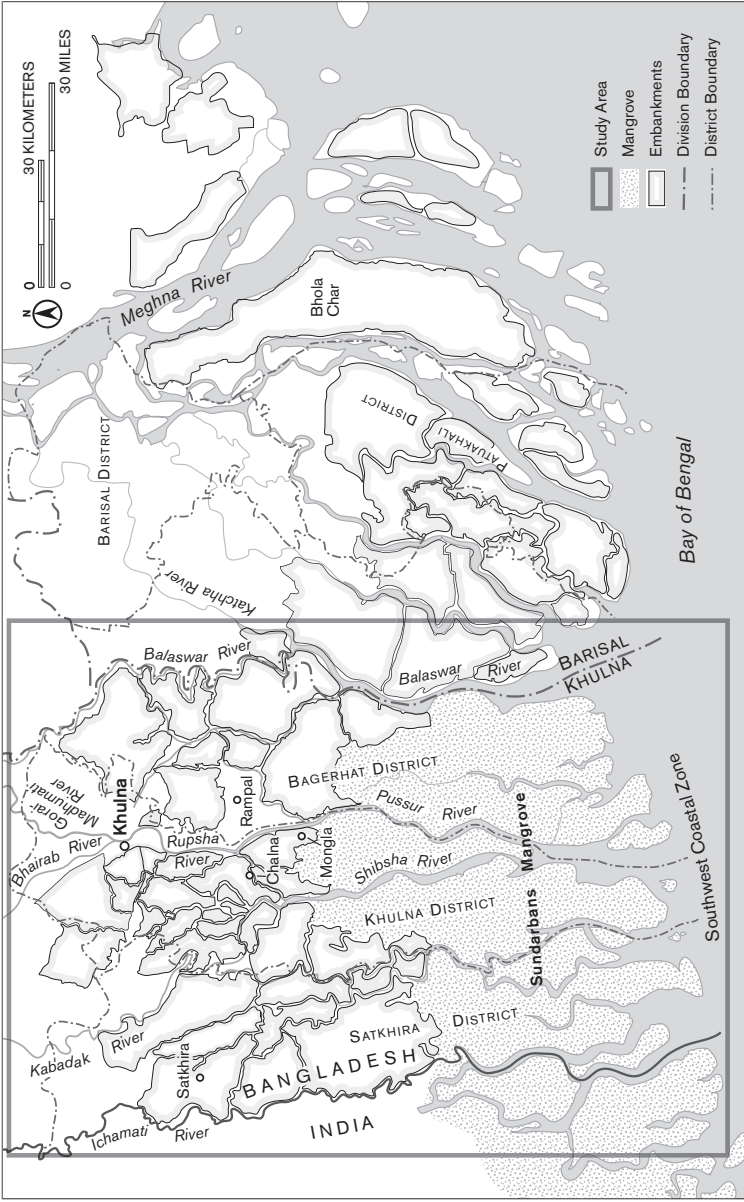 N
0 30 KILOMETERS
0 30 MILES
Study Area
Mangrove
Embankments
Division Boundary
District Boundary
Meghna River
Bhola
Char
BARISAL DISTRICT
PATUAKHALI
DISTRICT
Katchha River
Bay of Bengal
Balaswar River
Balaswar
River
BARISAL
KHULNA
Gorai-
Madhumati
River
Khulna
Bhairab River
Rupsha
River
Rampal
Chalna
Mongla
BAGERHAT DISTRICT
Pussur River
Shibsha River
KHULNA DISTRICT
Sundarbans Mangrove
Southwest Coastal Zone
Kabadak
River
Satkhira
SATKHIRA
DISTRICT
BANGLADESH
Ichamati
River
INDIA